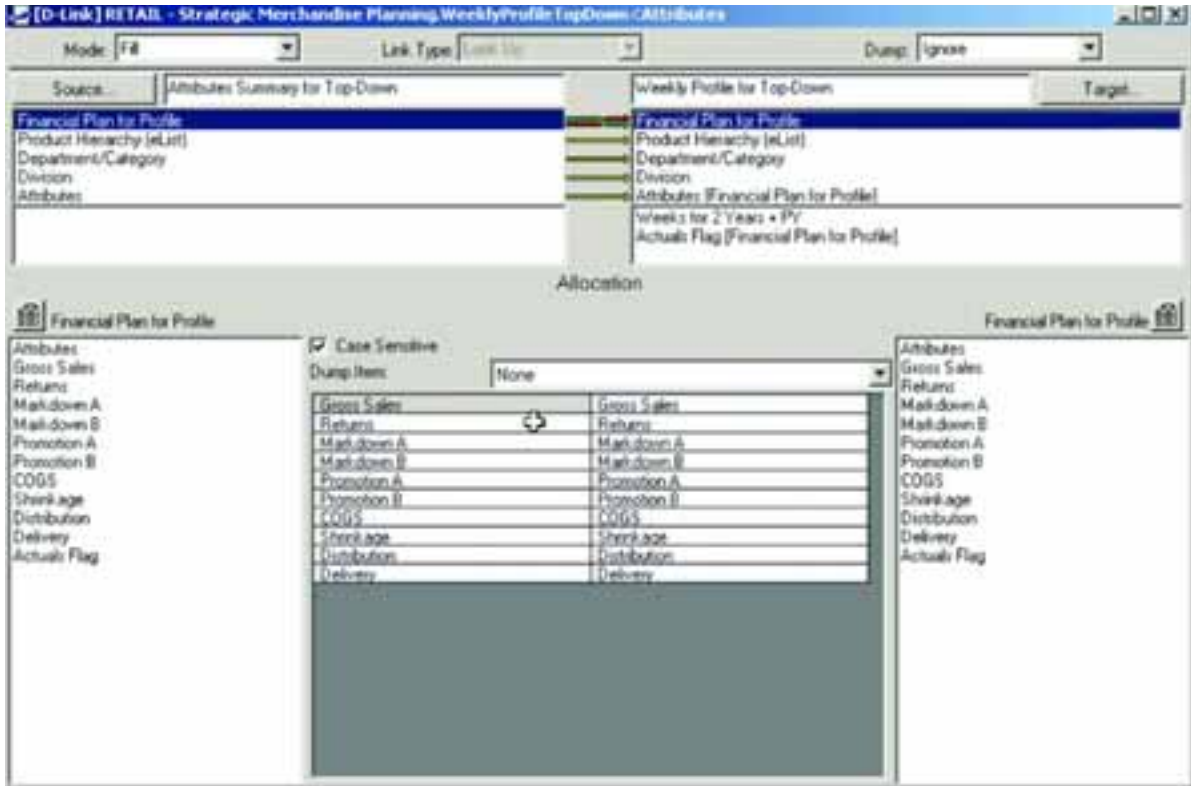 [D-Link] RETAIL - Strategic Merchandise Planning.WeeklyProfileTopDown<Attributes
Mode: Fill Link Type: Look Up Dump: Ignore
Source... Attributes Summary for Top-Down Weekly Profile for Top-Down Target...
Financial Plan for Profile Financial Plan for Profile
Product Hierarchy (eList) Product Hierarchy (eList)
Department/Category Department/Category
Division Division
Attributes Attributes [Financial Plan for Profile]
Weeks for 2 Years + PY
Actuals Flag [Financial Plan for Profile]
Allocation
Financial Plan for Profile
Attributes
Gross Sales
Returns
Markdown A
Markdown B
Promotion A
Promotion B
COGS
Shrinkage
Distribution
Delivery
Actuals Flag
Case Sensitive
Dump Item: None
Gross Sales Gross Sales
Returns Returns
Markdown A Markdown A
Markdown B Markdown B
Promotion A Promotion A
Promotion B Promotion B
COGS COGS
Shrinkage Shrinkage
Distribution Distribution
Delivery Delivery
Financial Plan for Profile
Attributes
Gross Sales
Returns
Markdown A
Markdown B
Promotion A
Promotion B
COGS
Shrinkage
Distribution
Delivery
Actuals Flag